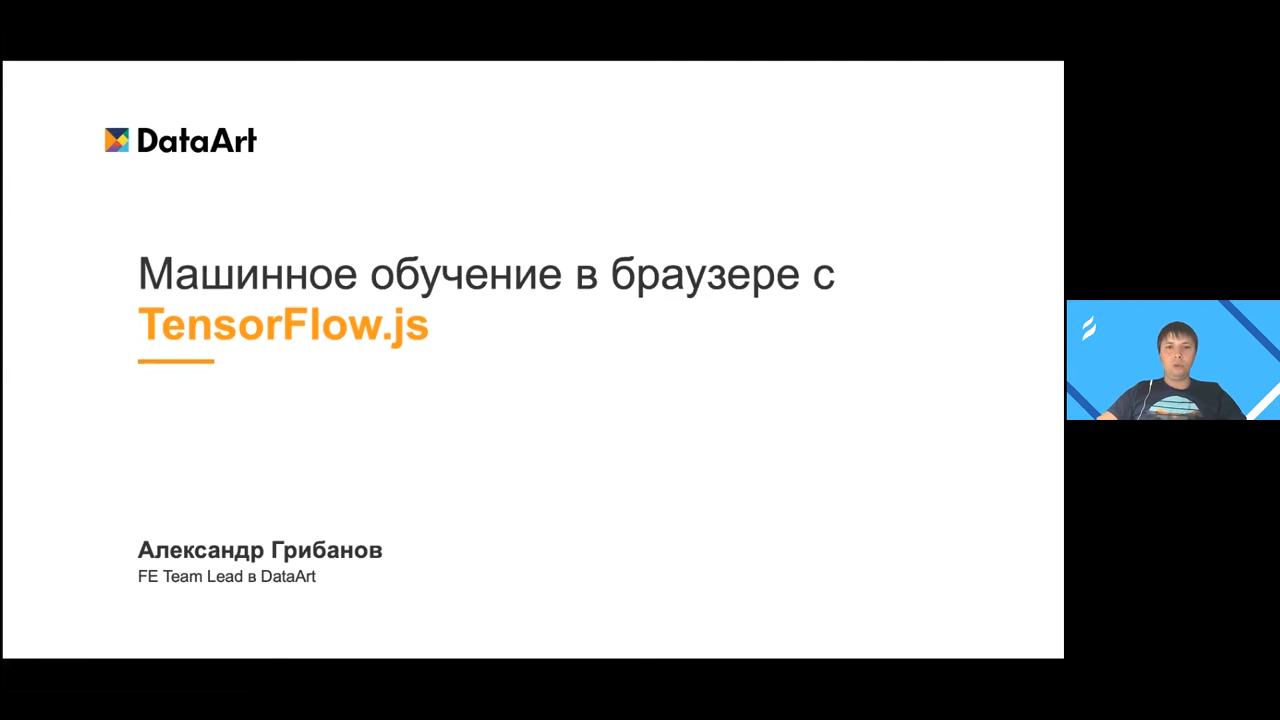 DataArt
Машинное обучение в браузере с
TensorFlow.js
Александр Грибанов
FE Team Lead в DataArt